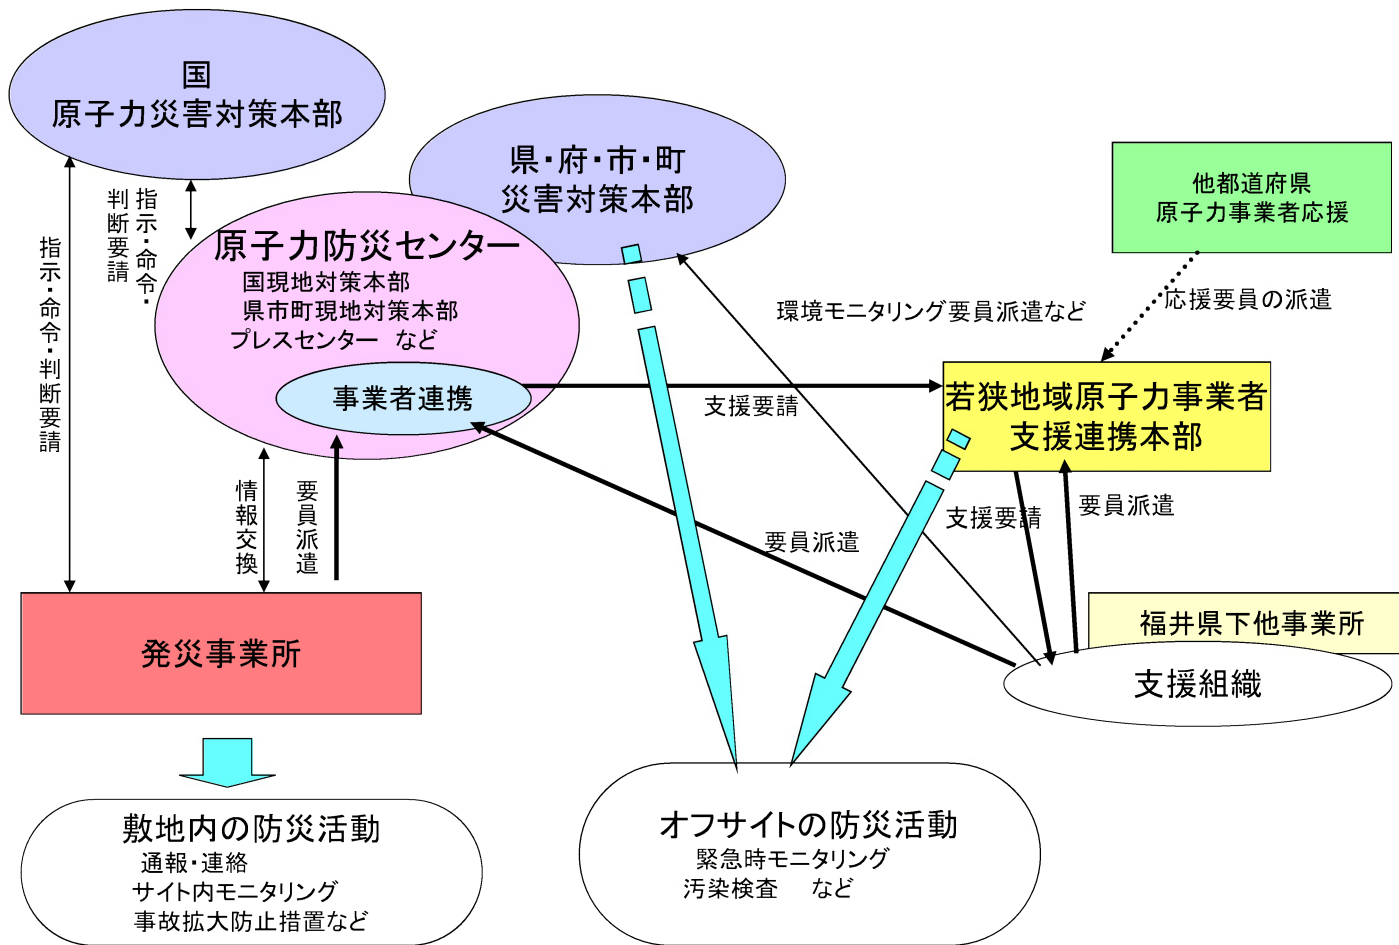 国
原子力災害対策本部
県・府・市・町
災害対策本部
他都道府県
原子力事業者応援
指示・命令・
判断要請
指示・命令・判断要請
原子力防災センター
国現地対策本部
県市町現地対策本部
プレスセンター　など
事業者連携
環境モニタリング要員派遣など
応援要員の派遣
支援要請
若狭地域原子力事業者
支援連携本部
情報交換
要員派遣
要員派遣
支援要請
要員派遣
発災事業所
福井県下他事業所
支援組織
敷地内の防災活動
通報・連絡
サイト内モニタリング
事故拡大防止措置など
オフサイトの防災活動
緊急時モニタリング
汚染検査　など